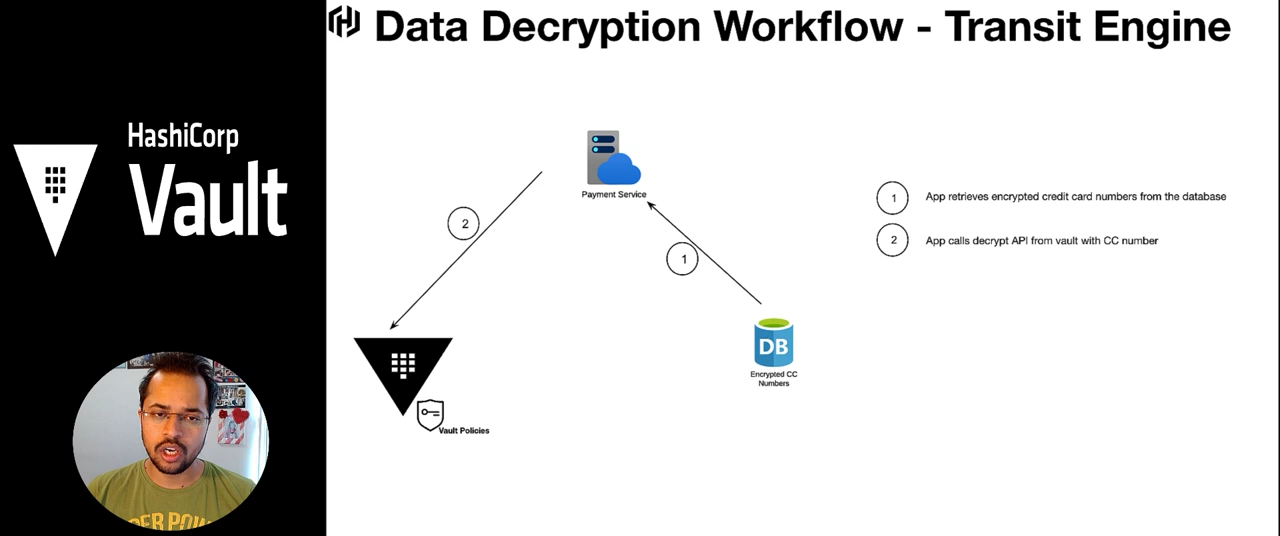 Data Decryption Workflow - Transit Engine
HashiCorp
Vault
Payment Service
1 App retrieves encrypted credit card numbers from the database
2 App calls decrypt API from vault with CC number
2
1
DB
Encrypted CC
Numbers
Vault Policies